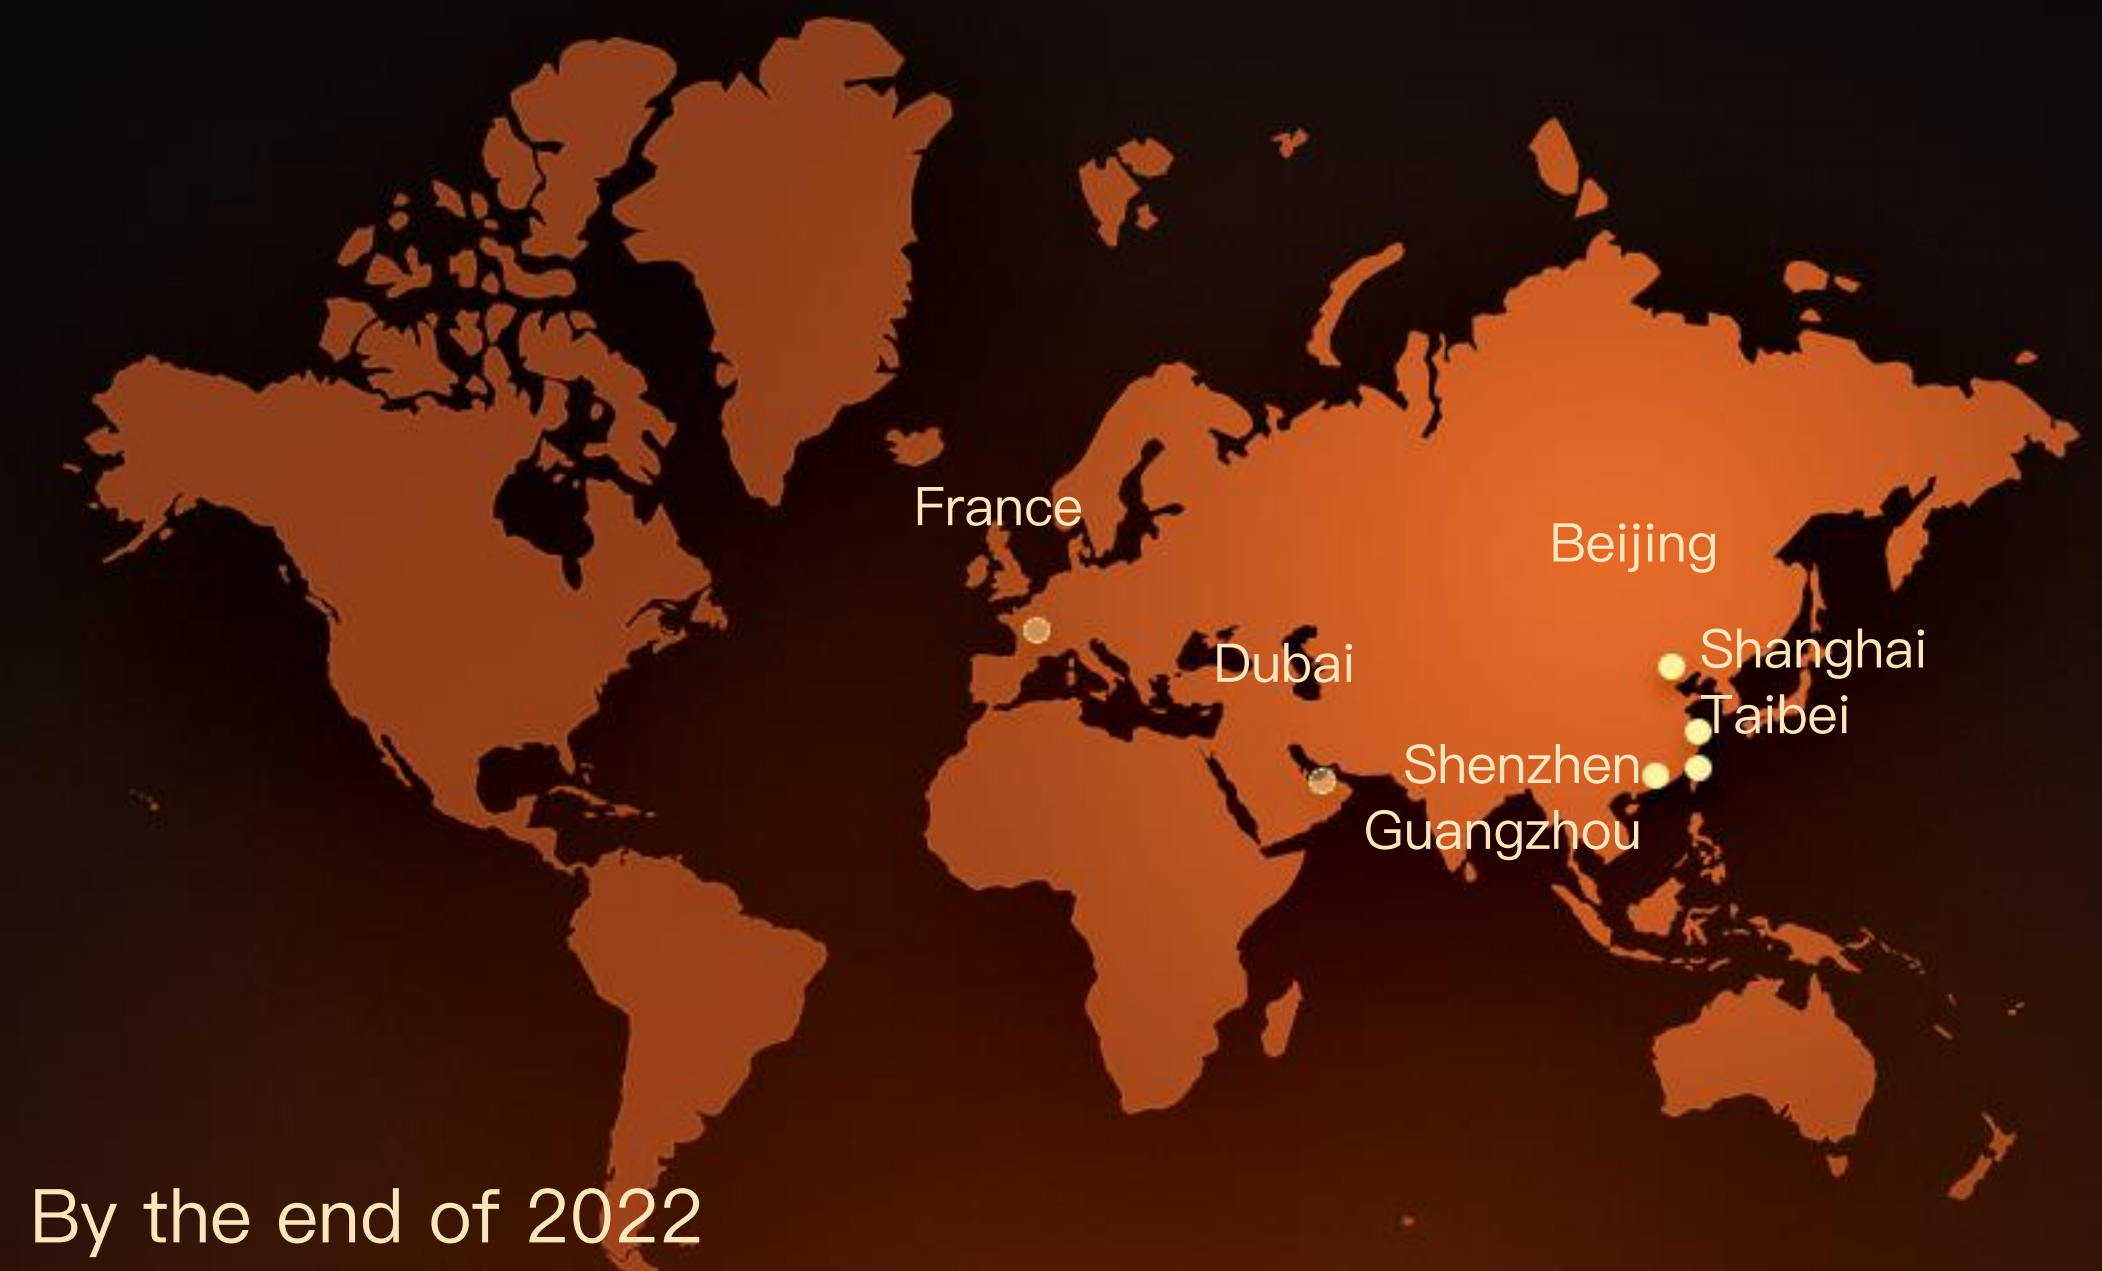 France
Beijing
Shanghai
Dubai
Taibei
Shenzhen
Guangzhou
By the end of 2022